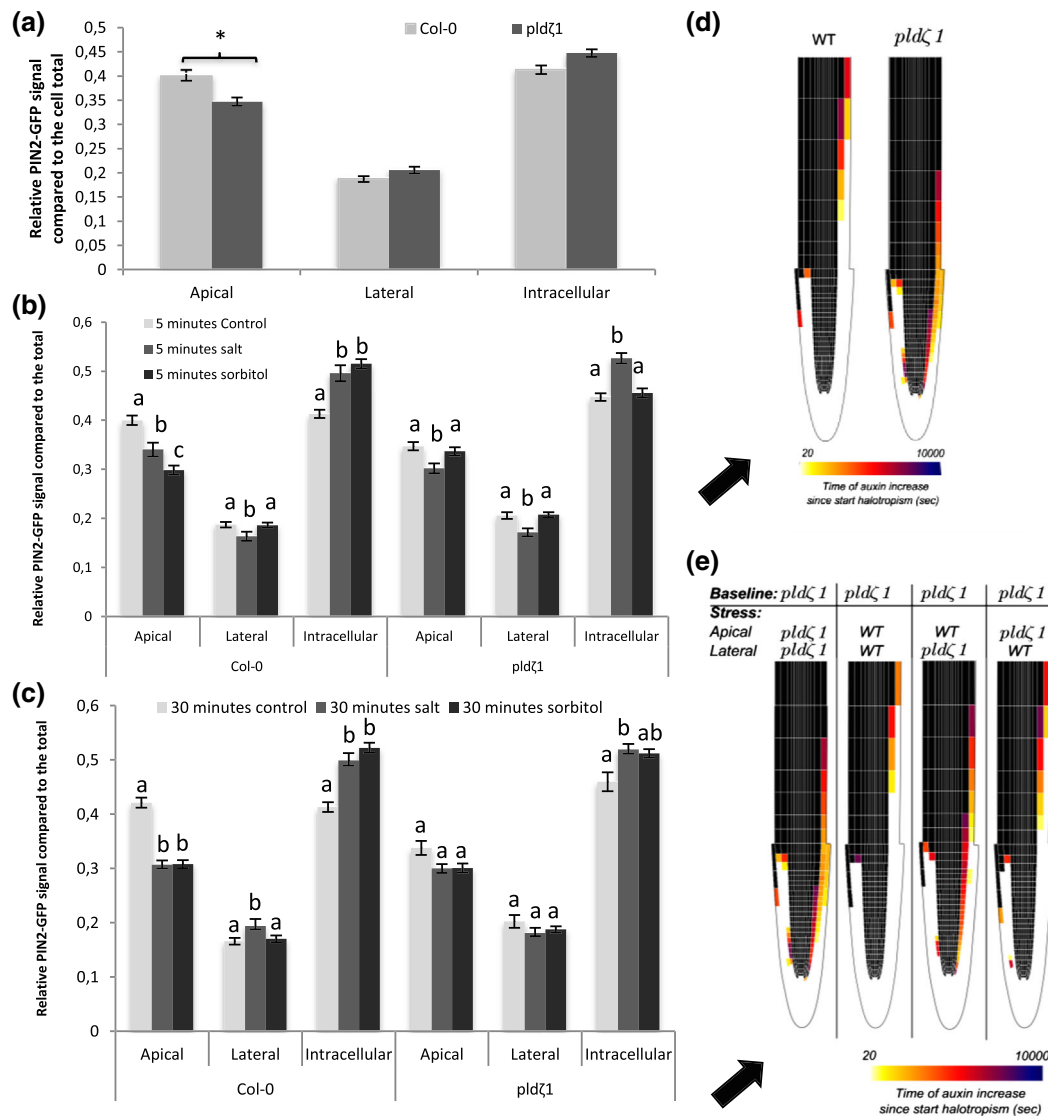 (a)
Relative PIN2-GFP signal
compared to the cell total
0,5
0,45
0,4
0,35
0,3
0,25
0,2
0,15
0,1
0,05
0
Col-0
pldζ1
*
Apical
Lateral
Intracellular
(b)
Relative PIN2-GFP signal compared to the total
0,6
0,5
0,4
0,3
0,2
0,1
0
5 minutes Control
5 minutes salt
5 minutes sorbitol
a b c
a b a
a b b
a b a
a b a
a b a
Apical Lateral Intracellular Apical Lateral Intracellular
Col-0 pldζ1
(c)
Relative PIN2-GFP signal compared to the total
0,6
0,5
0,4
0,3
0,2
0,1
0
30 minutes control 30 minutes salt 30 minutes sorbitol
a b b
a b a
a b b
a a a
a a a
a b ab
Apical Lateral Intracellular Apical Lateral Intracellular
Col-0 pldζ1
(d)
WT pldζ 1
20 10000
Time of auxin increase
since start halotropism (sec)
(e)
Baseline: pldζ 1 pldζ 1 pldζ 1 pldζ 1
Stress:
Apical pldζ 1 WT WT pldζ 1
Lateral pldζ 1 WT pldζ 1 WT
20 10000
Time of auxin increase
since start halotropism (sec)